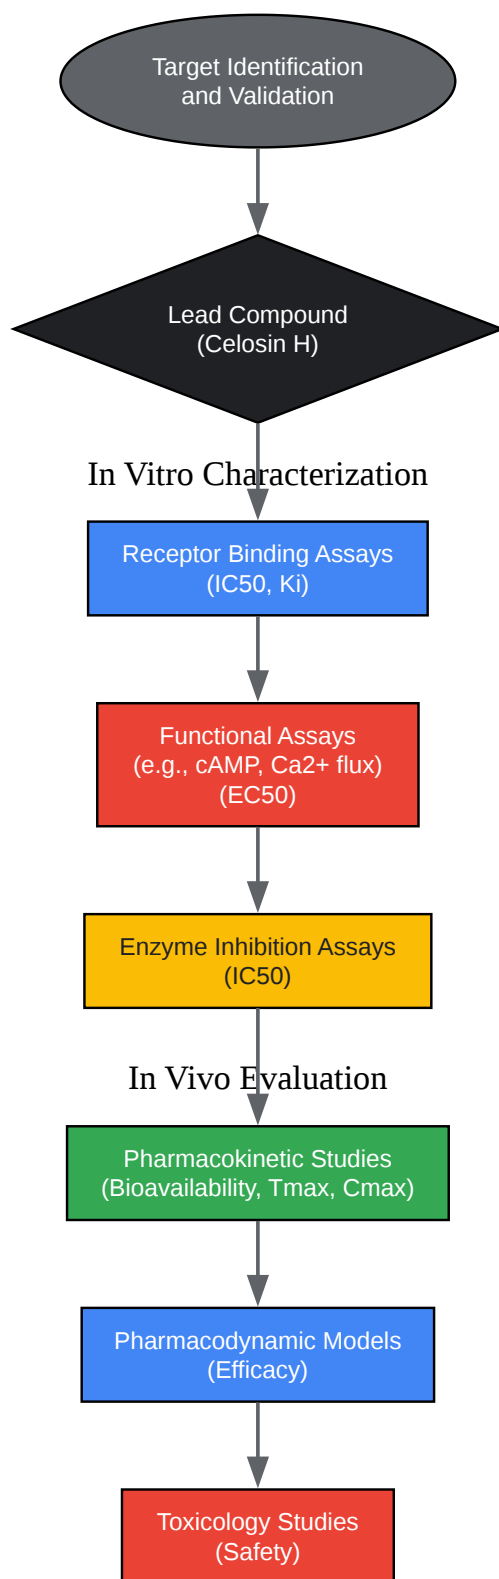 Target Identification
and Validation
Lead Compound
(Celosin H)
In Vitro Characterization
Receptor Binding Assays
(IC50, Ki)
Functional Assays
(e.g., cAMP, Ca2+ flux)
(EC50)
Enzyme Inhibition Assays
(IC50)
In Vivo Evaluation
Pharmacokinetic Studies
(Bioavailability, Tmax, Cmax)
Pharmacodynamic Models
(Efficacy)
Toxicology Studies
(Safety)